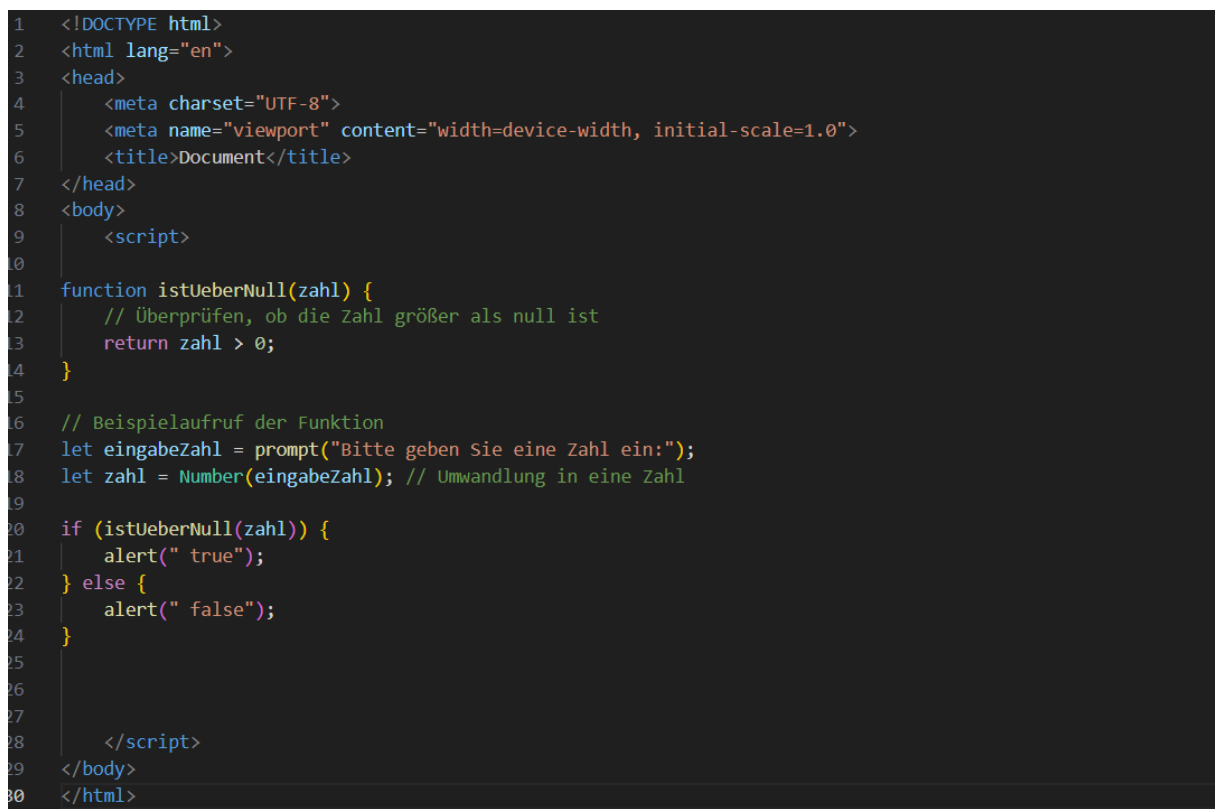 1 <!DOCTYPE html>
2 <html lang="en">
3 <head>
4     <meta charset="UTF-8">
5     <meta name="viewport" content="width=device-width, initial-scale=1.0">
6     <title>Document</title>
7 </head>
8 <body>
9     <script>
10
11 function istUeberNull(zahl) {
12     // Überprüfen, ob die Zahl größer als null ist
13     return zahl > 0;
14 }
15
16 // Beispielaufruf der Funktion
17 let eingabeZahl = prompt("Bitte geben Sie eine Zahl ein:");
18 let zahl = Number(eingabeZahl); // Umwandlung in eine Zahl
19
20 if (istUeberNull(zahl)) {
21     alert(" true");
22 } else {
23     alert(" false");
24 }
25
26
27
28     </script>
29 </body>
30 </html>